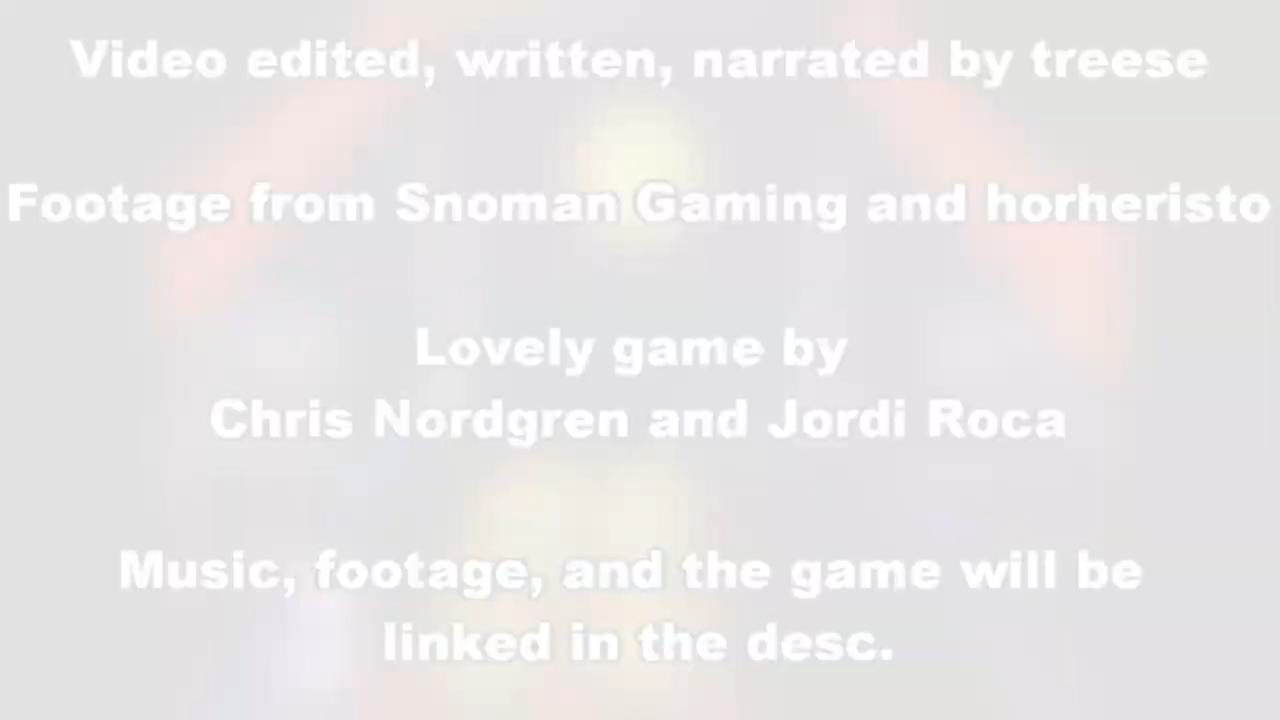 Video edited, written, narrated by treese
Footage from Snoman Gaming and horheristo
Lovely game by
Chris Nordgren and Jordi Roca
Music, footage, and the game will be
linked in the desc.